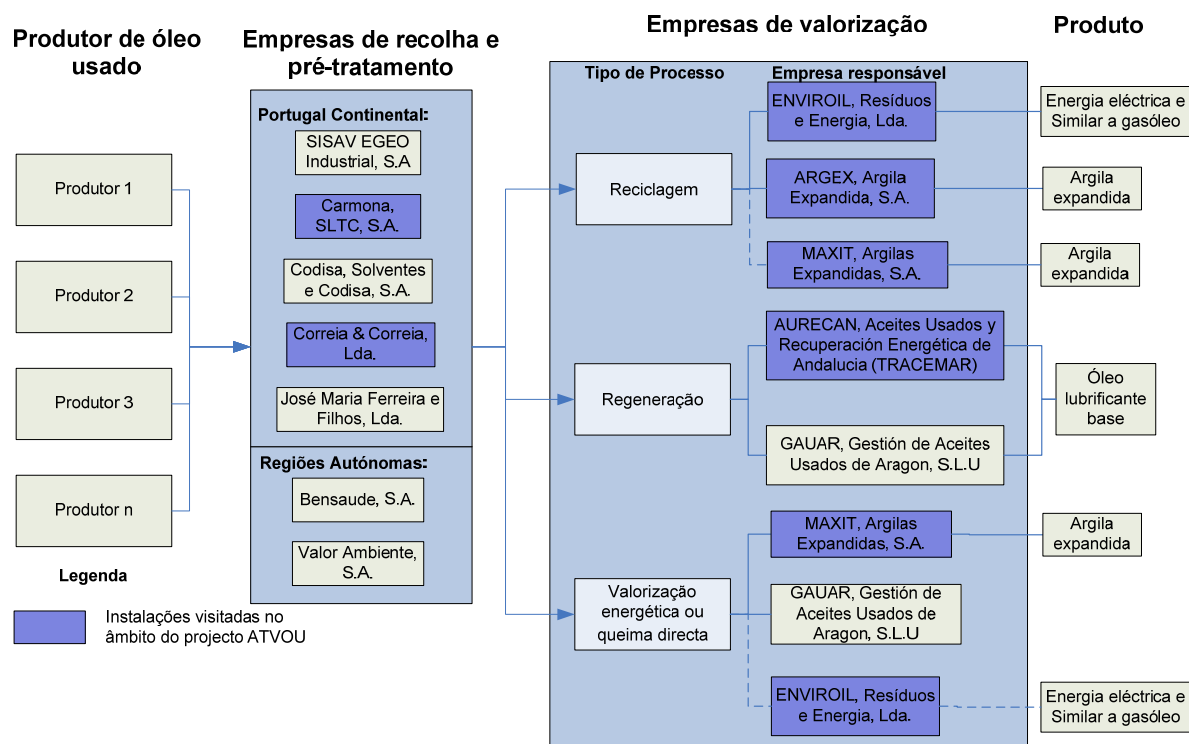 Produtor de óleo
usado
Empresas de recolha e
pré-tratamento
Empresas de valorização
Produto
Produtor 1
Produtor 2
Produtor 3
Produtor n
Legenda
Instalações visitadas no
âmbito do projecto ATVOU
Portugal Continental:
SISAV EGEO
Industrial, S.A
Carmona,
SLTC, S.A.
Codisa, Solventes
e Codisa, S.A.
Correia & Correia,
Lda.
José Maria Ferreira e
Filhos, Lda.
Regiões Autónomas:
Bensaude, S.A.
Valor Ambiente,
S.A.
Tipo de Processo
Empresa responsável
Reciclagem
ENVIROIL, Resíduos
e Energia, Lda.
Energia eléctrica e
Similar a gasóleo
ARGEX, Argila
Expandida, S.A.
Argila
expandida
MAXIT, Argilas
Expandidas, S.A.
Argila
expandida
Regeneração
AURECAN, Aceites Usados y
Recuperación Energética de
Andalucia (TRACEMAR)
GAUAR, Gestión de Aceites
Usados de Aragon, S.L.U
Óleo
lubrificante
base
Valorização
energética ou
queima directa
MAXIT, Argilas
Expandidas, S.A.
Argila
expandida
GAUAR, Gestión de
Aceites Usados de
Aragon, S.L.U
ENVIROIL, Resíduos
e Energia, Lda.
Energia eléctrica e
Similar a gasóleo